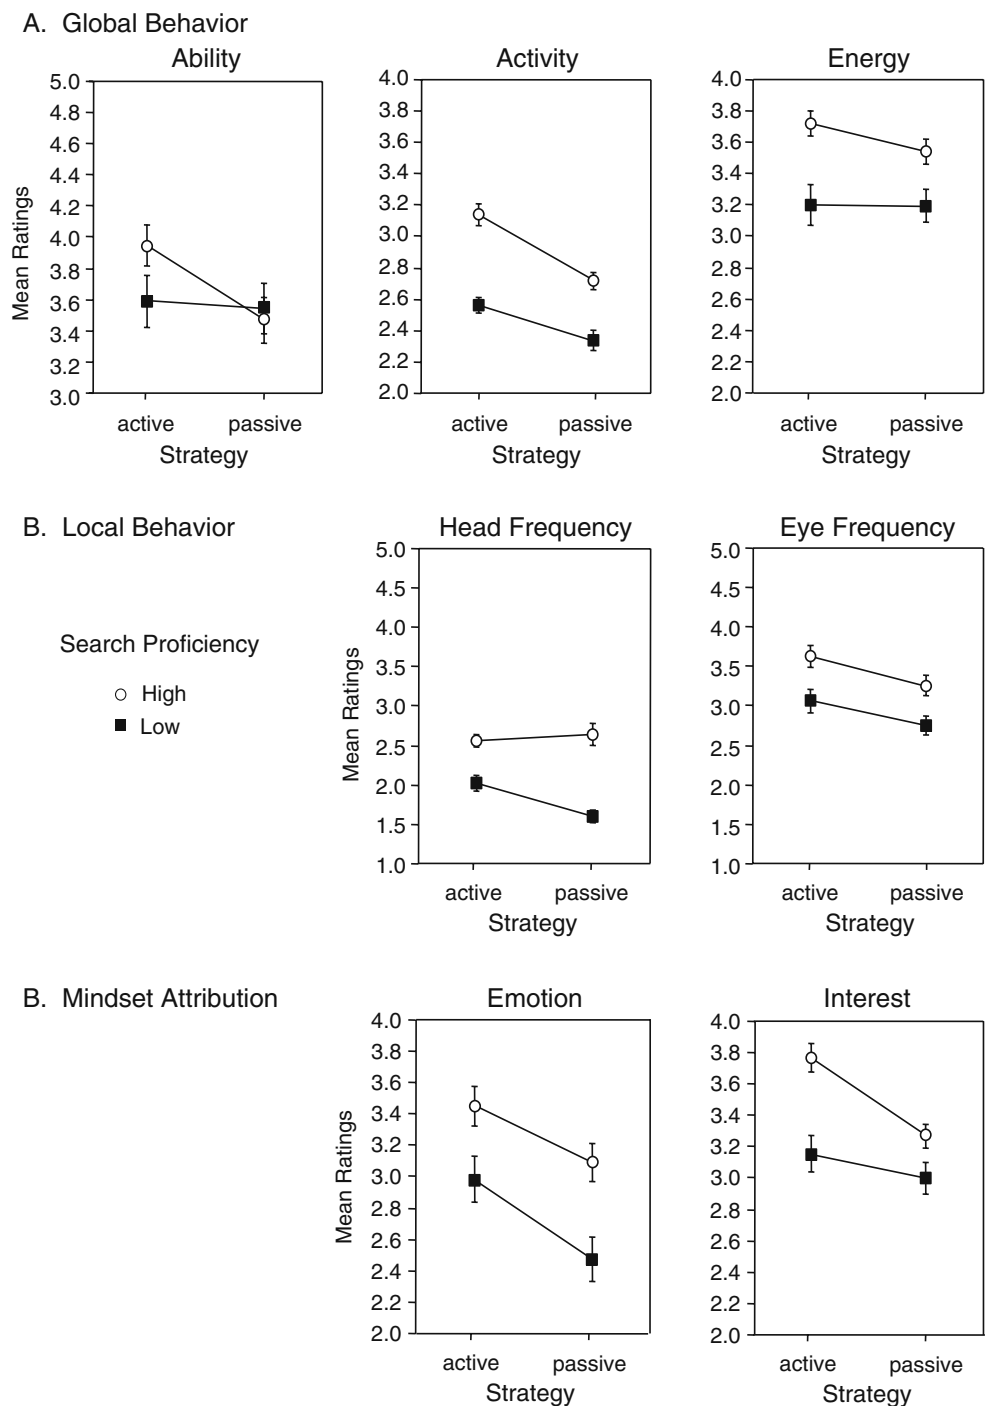 A. Global Behavior
Ability
Activity
Energy
Mean Ratings
5.0
4.8
4.6
4.4
4.2
4.0
3.8
3.6
3.4
3.2
3.0
active passive
Strategy
4.0
3.8
3.6
3.4
3.2
3.0
2.8
2.6
2.4
2.2
2.0
active passive
Strategy
4.0
3.8
3.6
3.4
3.2
3.0
2.8
2.6
2.4
2.2
2.0
active passive
Strategy
B. Local Behavior
Search Proficiency
High
Low
Head Frequency
Mean Ratings
5.0
4.5
4.0
3.5
3.0
2.5
2.0
1.5
1.0
active passive
Strategy
Eye Frequency
5.0
4.5
4.0
3.5
3.0
2.5
2.0
1.5
1.0
active passive
Strategy
B. Mindset Attribution
Emotion
Mean Ratings
4.0
3.8
3.6
3.4
3.2
3.0
2.8
2.6
2.4
2.2
2.0
active passive
Strategy
Interest
4.0
3.8
3.6
3.4
3.2
3.0
2.8
2.6
2.4
2.2
2.0
active passive
Strategy